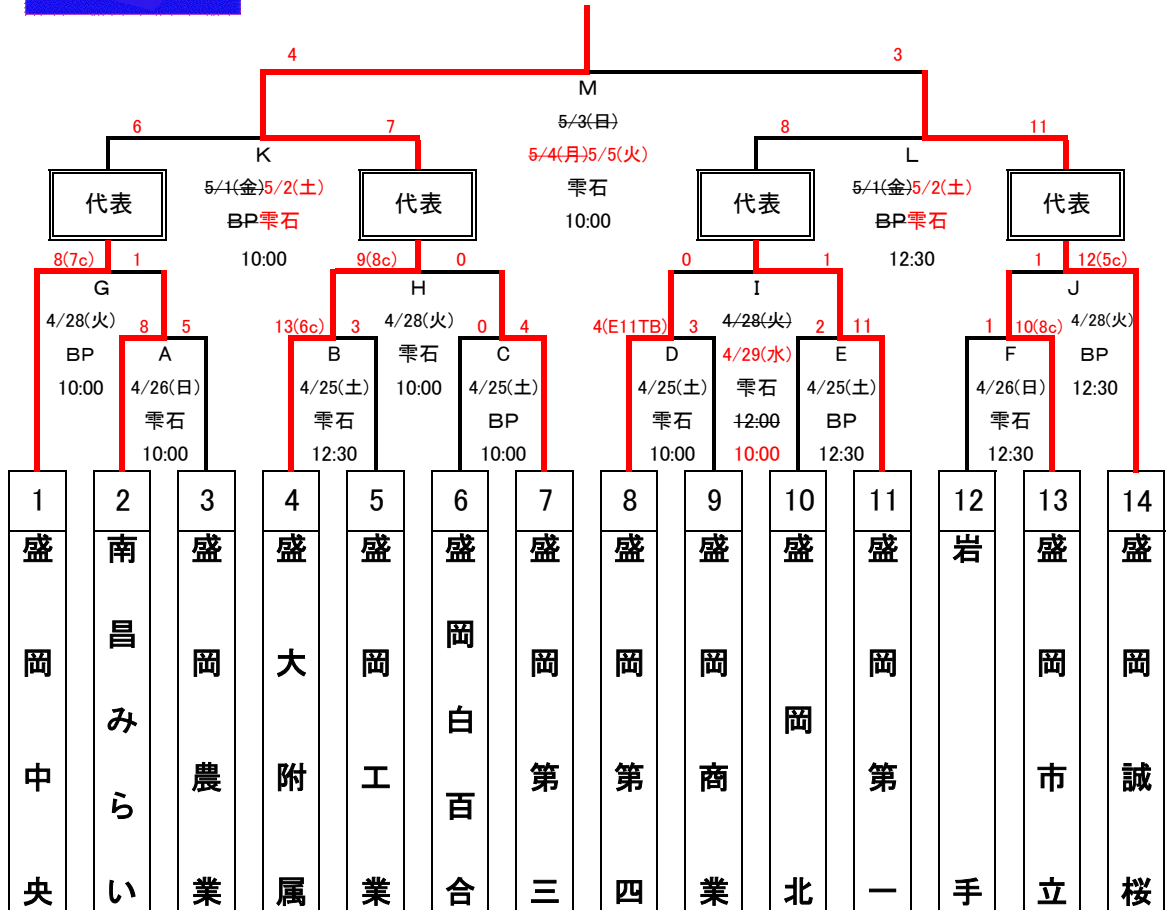 4 3
M
5/3(日)
5/4(月)5/5(火)
雫石
10:00
6 7
K
5/1(金)5/2(土)
BP雫石
10:00
8 11
L
5/1(金)5/2(土)
BP雫石
12:30
代表 代表 代表 代表
8(7c) 1
G
4/28(火)
BP
10:00
9(8c) 0
H
4/28(火)
雫石
10:00
0 1
I
4/28(火)
4/29(水)
雫石
12:00
10:00
1 12(5c)
J
4/28(火)
BP
12:30
8 5
A
4/26(日)
雫石
10:00
13(6c) 3
B
4/25(土)
雫石
12:30
0 4
C
4/25(土)
BP
10:00
4(E11TB) 3
D
4/25(土)
雫石
10:00
2 11
E
4/25(土)
BP
12:30
1 10(8c)
F
4/26(日)
雫石
12:30
1 盛岡中央
2 南昌みらい
3 盛岡農業
4 盛大附属
5 盛岡工業
6 盛岡白百合
7 盛岡第三
8 盛岡第四
9 盛岡商業
10 盛岡北
11 盛岡第一
12 岩手
13 盛岡市立
14 盛岡誠桜